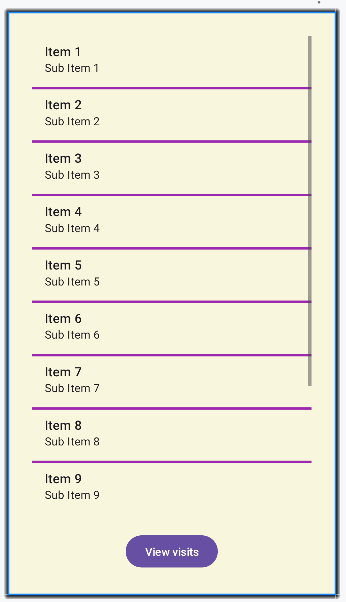 Item 1
Sub Item 1
Item 2
Sub Item 2
Item 3
Sub Item 3
Item 4
Sub Item 4
Item 5
Sub Item 5
Item 6
Sub Item 6
Item 7
Sub Item 7
Item 8
Sub Item 8
Item 9
Sub Item 9
View visits